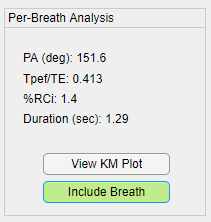 Per-Breath Analysis
PA (deg): 151.6
Tpef/TE: 0.413
%RCi: 1.4
Duration (sec): 1.29
View KM Plot
Include Breath